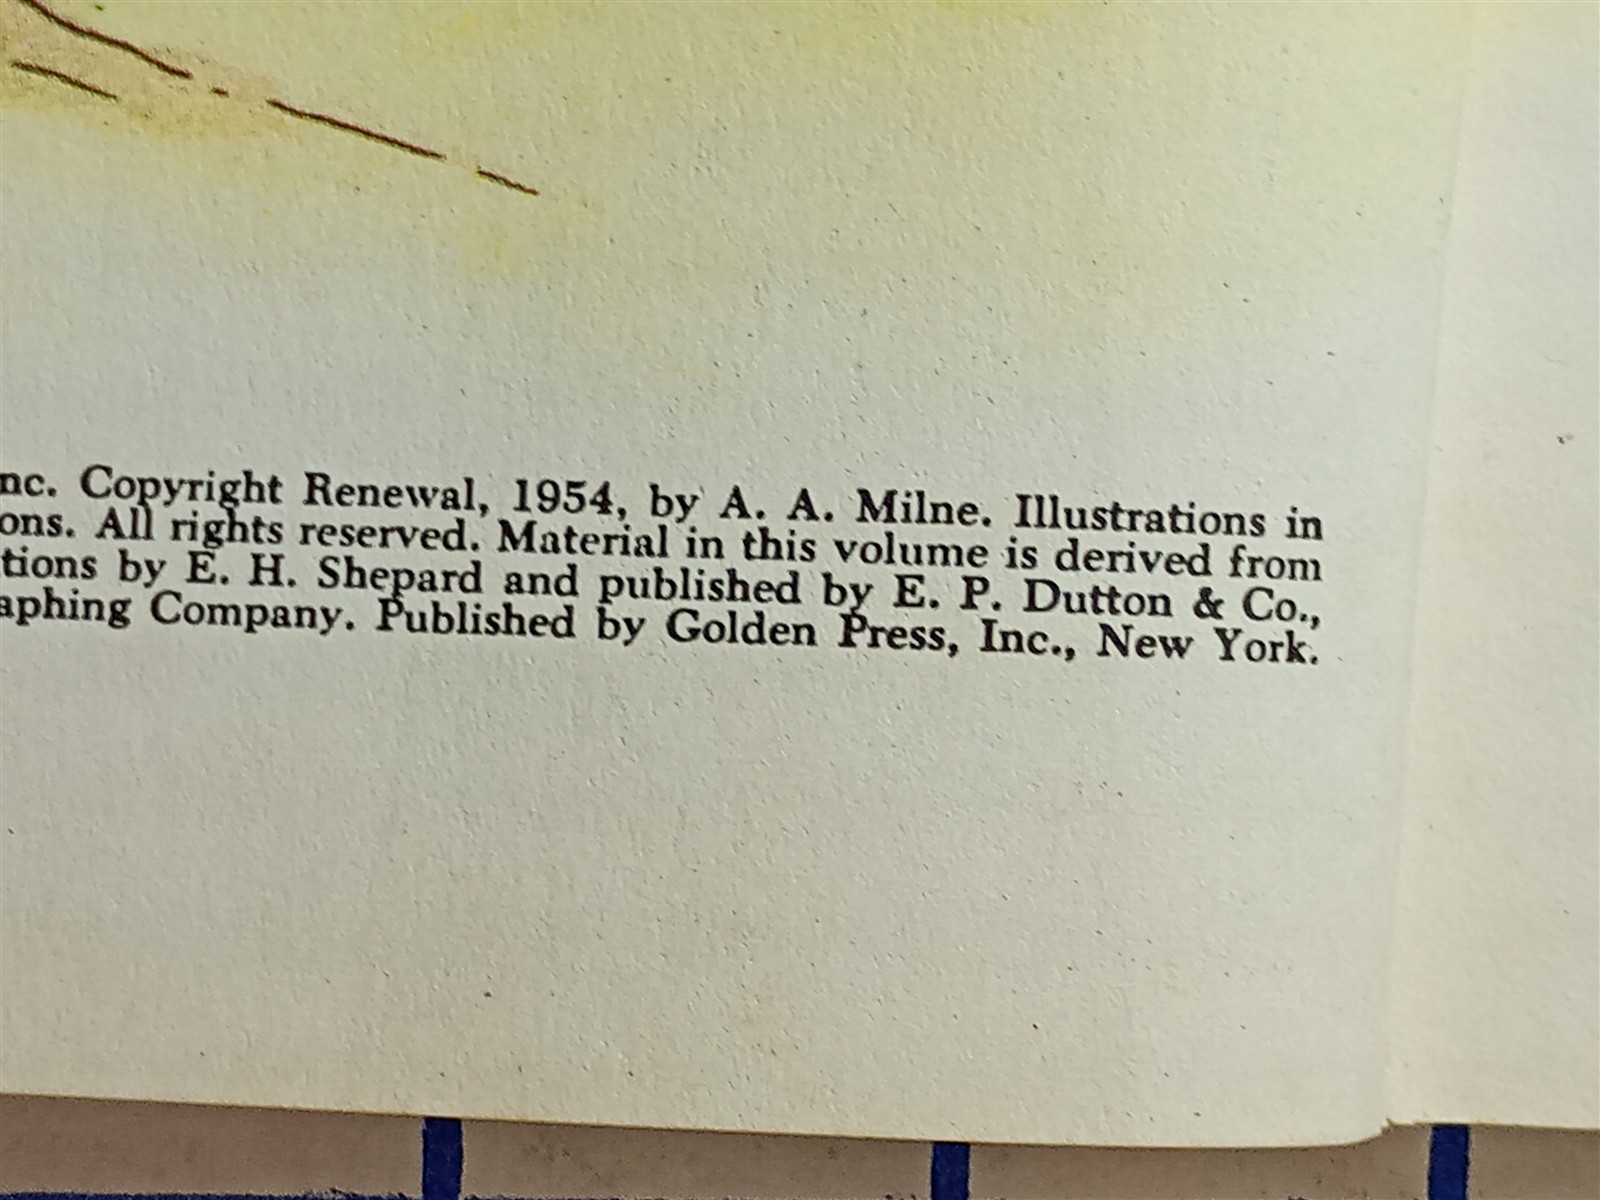 nc. Copyright Renewal, 1954, by A. A. Milne. Illustrations in
ons. All rights reserved. Material in this volume is derived from
tions by E. H. Shepard and published by E. P. Dutton & Co.,
aphing Company. Published by Golden Press, Inc., New York.